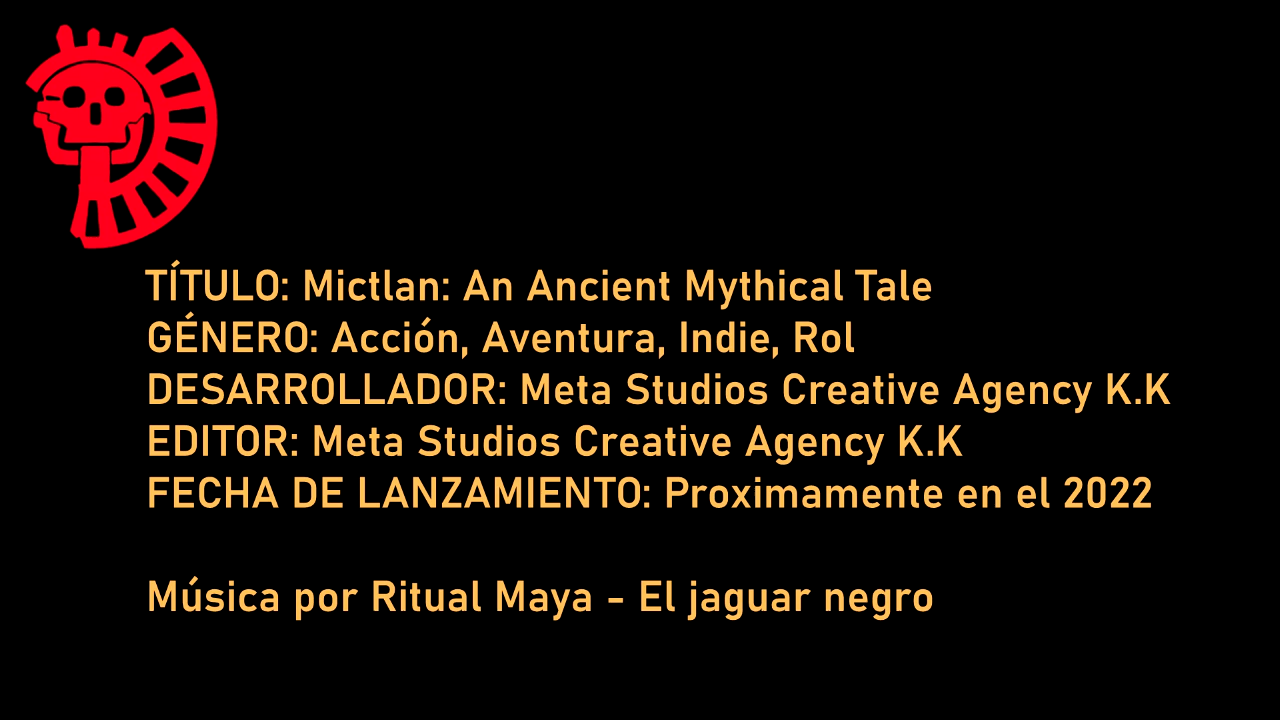 TÍTULO: Mictlan: An Ancient Mythical Tale
GÉNERO: Acción, Aventura, Indie, Rol
DESARROLLADOR: Meta Studios Creative Agency K.K
EDITOR: Meta Studios Creative Agency K.K
FECHA DE LANZAMIENTO: Proximamente en el 2022
Música por Ritual Maya - El jaguar negro